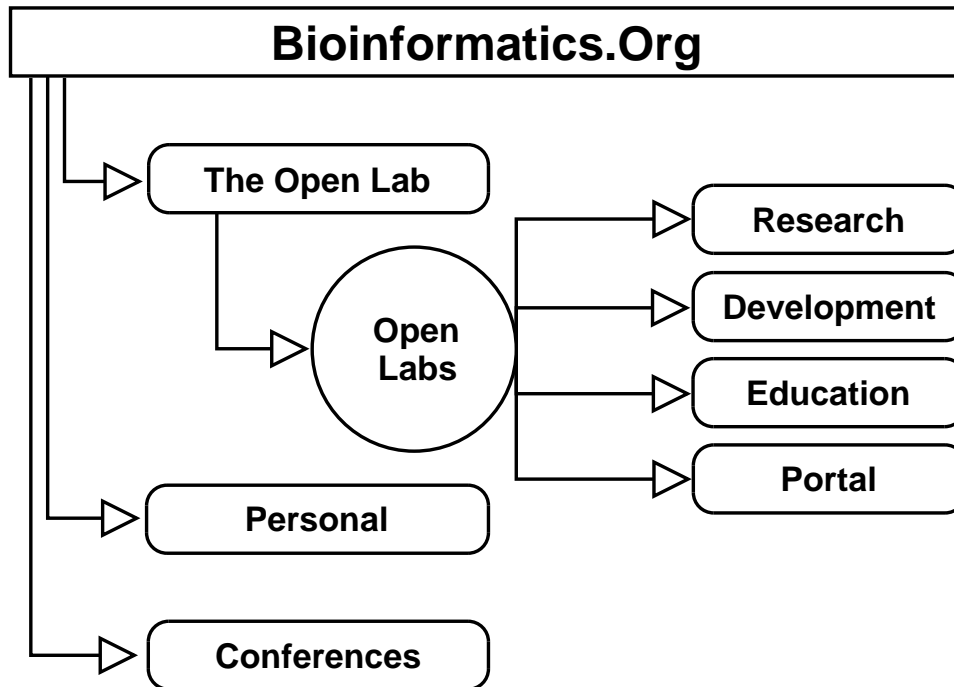 Bioinformatics.Org
The Open Lab
Open
Labs
Research
Development
Education
Portal
Personal
Conferences